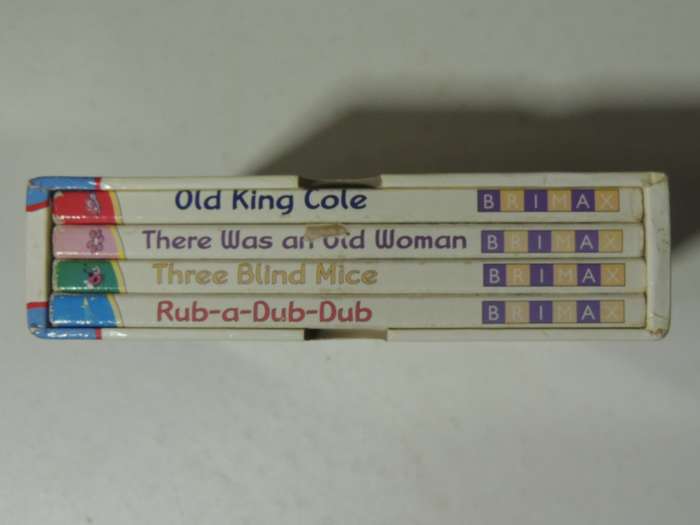 Old King Cole BRIMAX
There Was an Old Woman BRIMAX
Three Blind Mice BRIMAX
Rub-a-Dub-Dub BRIMAX